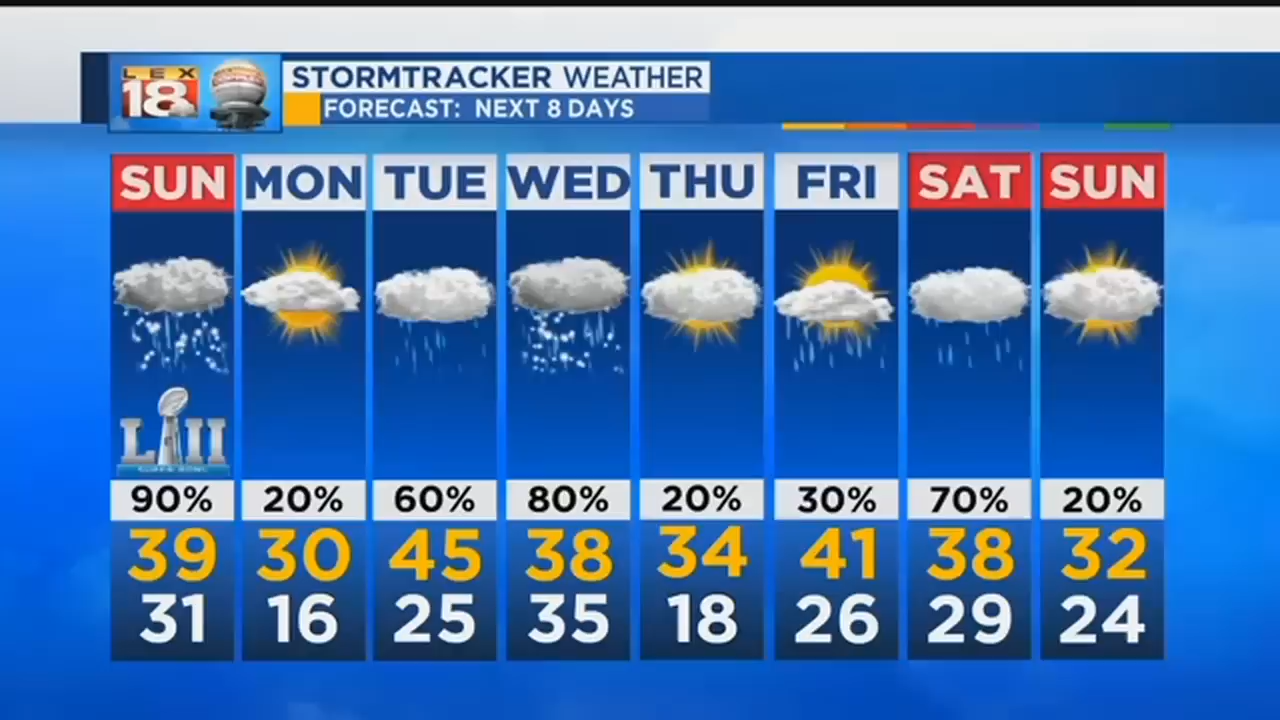 LEX
18
STORMTRACKER WEATHER
FORECAST: NEXT 8 DAYS
SUN MON TUE WED THU FRI SAT SUN
LII
SUPER BOWL
90% 20% 60% 80% 20% 30% 70% 20%
39 30 45 38 34 41 38 32
31 16 25 35 18 26 29 24